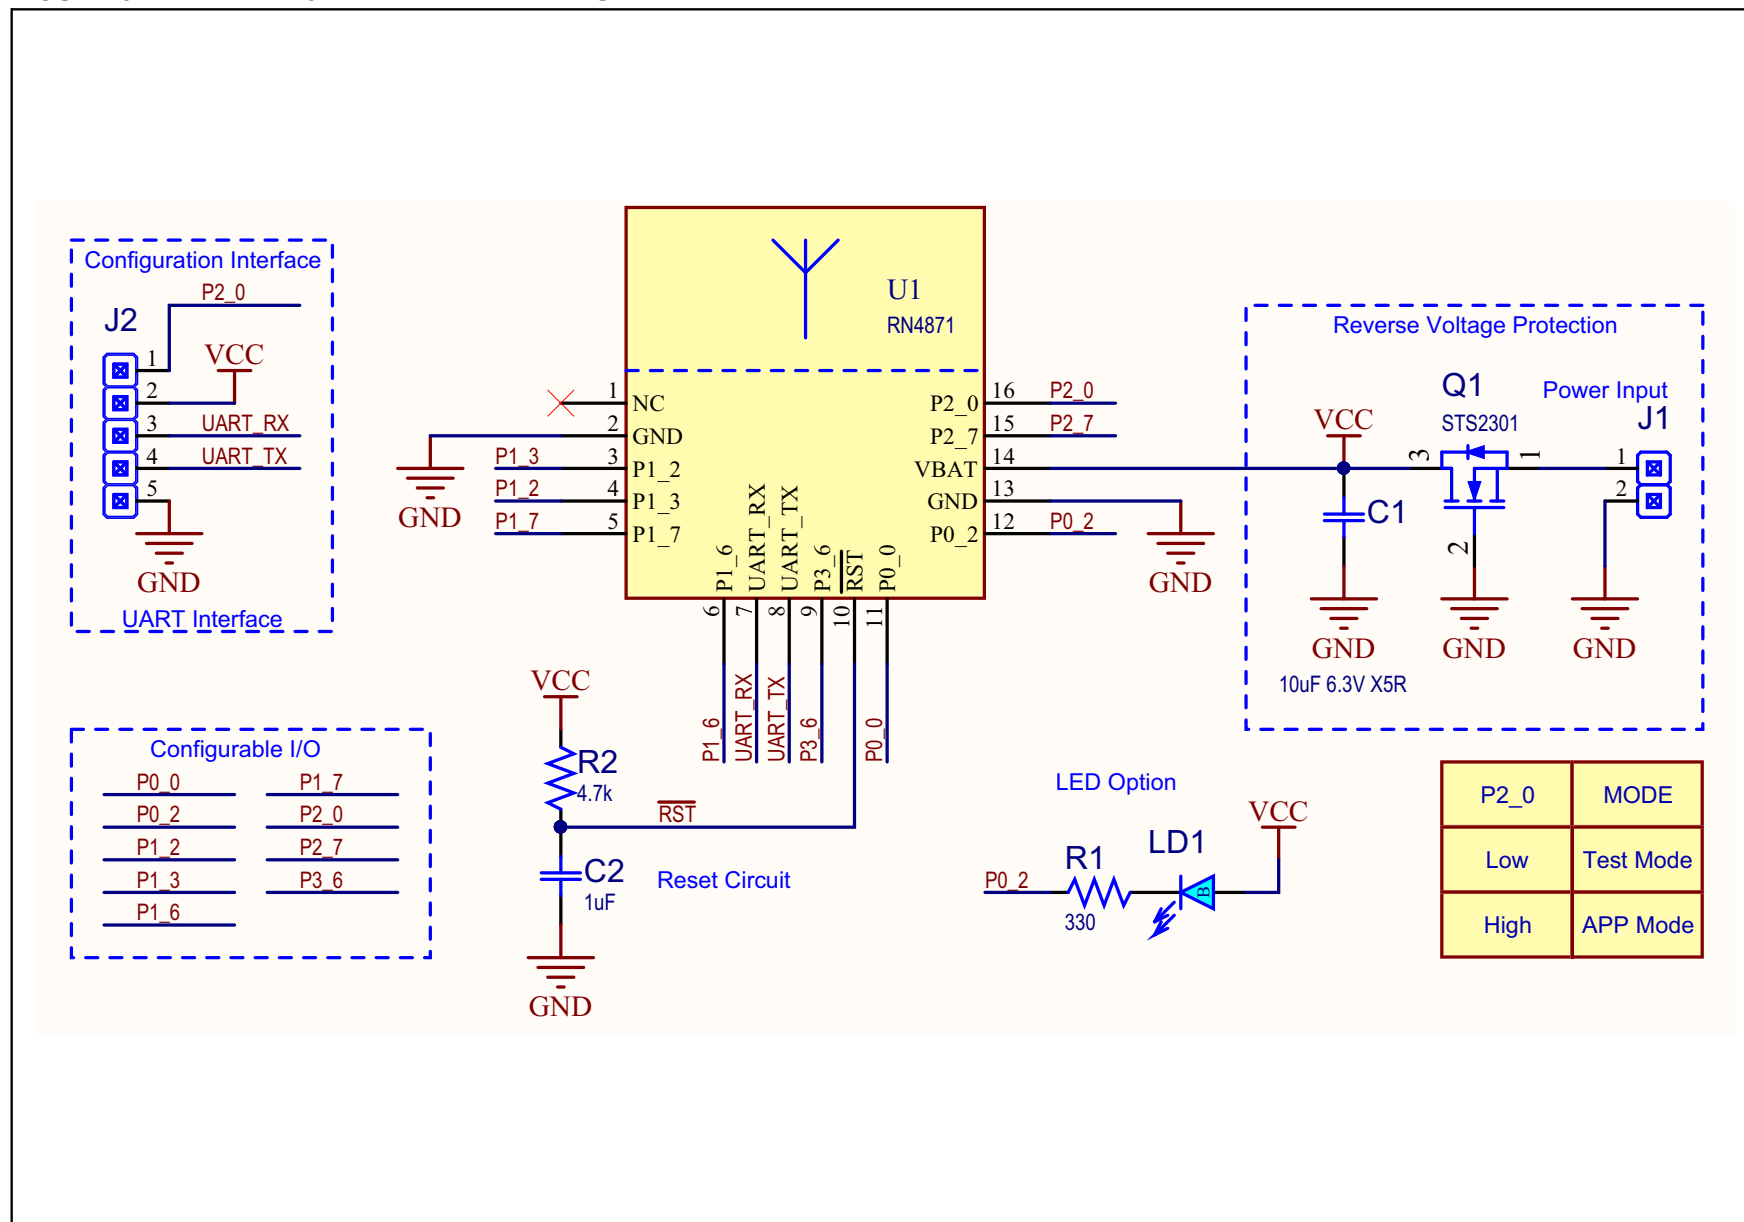 Configuration Interface
P2_0
J2
1
VCC
2
3
UART_RX
4
UART_TX
5
GND
UART Interface
U1
RN4871
1
NC
2
GND
P1_3
3
P1_2
P1_2
4
P1_3
P1_7
5
P1_7
GND
P2_0
16
P2_0
P2_7
15
P2_7
VBAT
14
GND
13
P0_2
12
P0_2
GND
P1_6
UART_RX
UART_TX
P3_6
RST
P0_0
6
7
8
9
10
11
P1_6
UART_RX
UART_TX
P3_6
P0_0
Reverse Voltage Protection
Q1
STS2301
Power Input
J1
VCC
3
1
1
2
C1
2
GND
GND
GND
10uF 6.3V X5R
Configurable I/O
P0_0
P1_7
P0_2
P2_0
P1_2
P2_7
P1_3
P3_6
P1_6
VCC
R2
4.7k
RST
C2
1uF
Reset Circuit
GND
LED Option
VCC
LD1
R1
P0_2
B
330
P2_0 MODE
Low Test Mode
High APP Mode